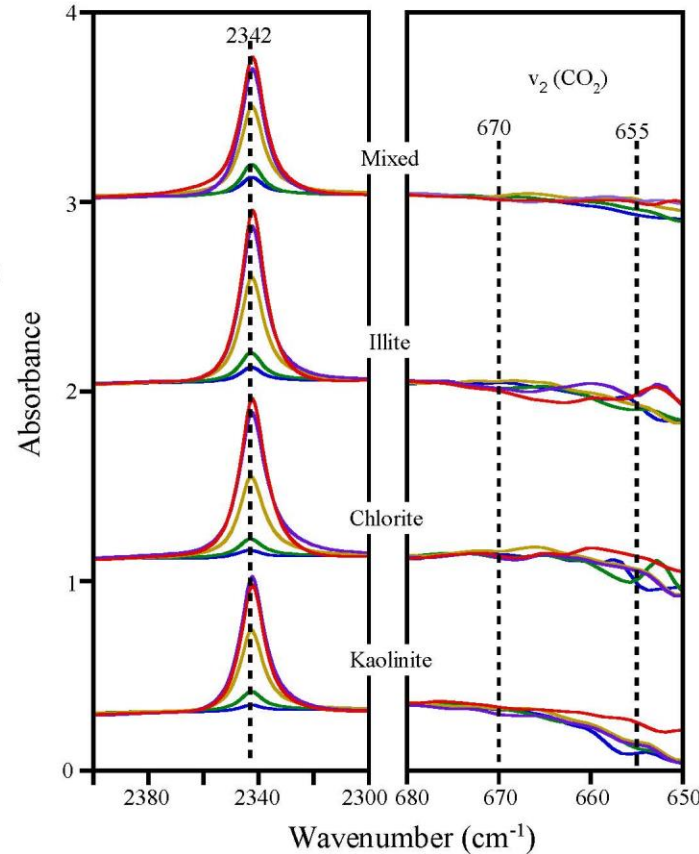 4
3
2
1
0
Absorbance
2342
ν₂ (CO₂)
670
655
Mixed
Illite
Chlorite
Kaolinite
2380
2340
2300
680
670
660
650
Wavenumber (cm⁻¹)